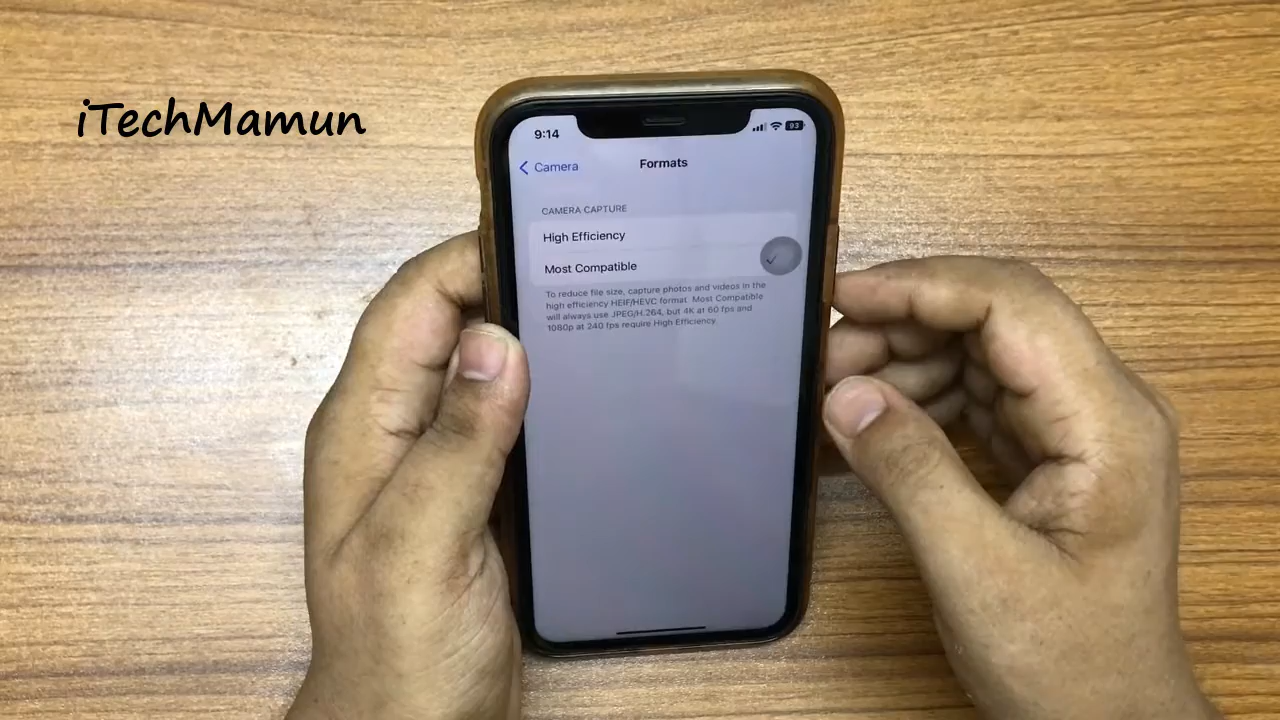 iTechMamun
9:14
93
Camera
Formats
CAMERA CAPTURE
High Efficiency
Most Compatible
To reduce file size, capture photos and videos in the
high efficiency HEIF/HEVC format. Most Compatible
will always use JPEG/H.264, but 4K at 60 fps and
1080p at 240 fps require High Efficiency.